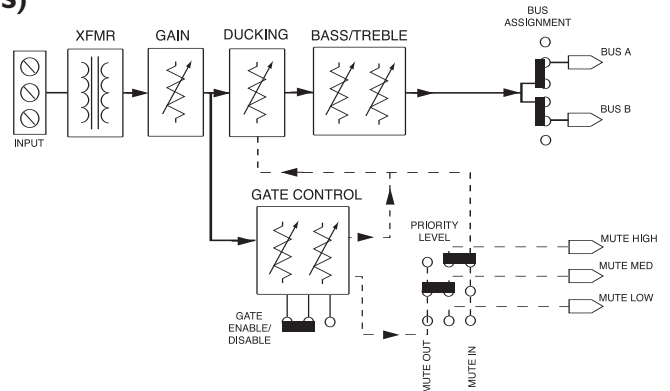 s)
BUS
ASSIGNMENT
XFMR
GAIN
DUCKING
BASS/TREBLE
BUS A
BUS B
INPUT
GATE CONTROL
PRIORITY
LEVEL
MUTE HIGH
MUTE MED
MUTE LOW
GATE
ENABLE/
DISABLE
MUTE OUT
MUTE IN